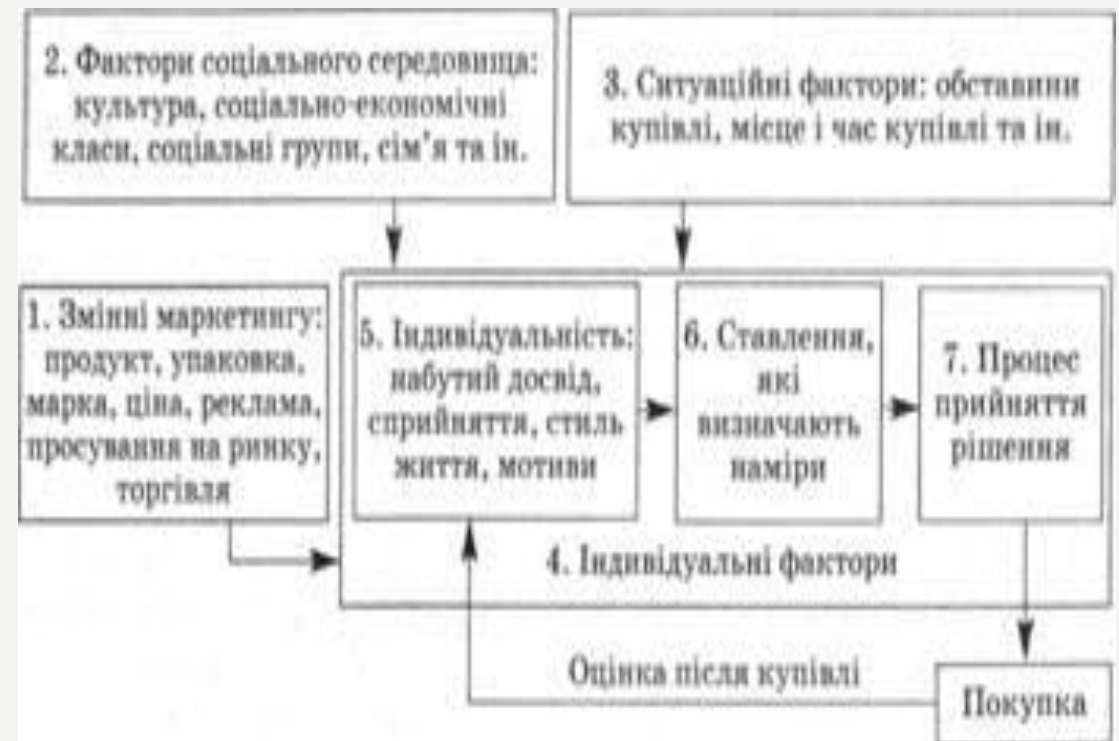 2. Фактори соціального середовища:
культура, соціально-економічні
класи, соціальні групи, сім'я та ін.
3. Ситуаційні фактори: обставини
купівлі, місце і час купівлі та ін.
1. Змінні маркетингу:
продукт, упаковка,
марка, ціна, реклама,
просування на ринку,
торгівля
5. Індивідуальність:
набутий досвід,
сприйняття, стиль
життя, мотиви
6. Ставлення,
які
визначають
наміри
7. Процес
прийняття
рішення
4. Індивідуальні фактори
Оцінка після купівлі
Покупка